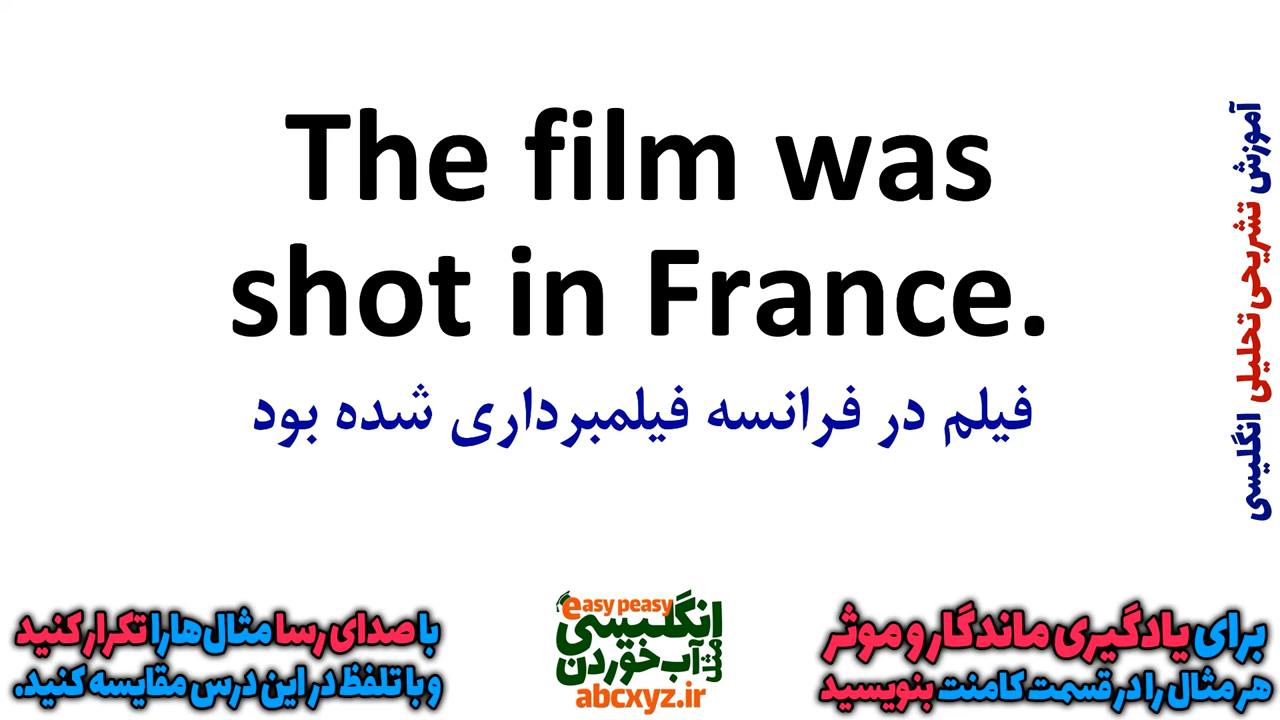 The film was
shot in France.
فیلم در فرانسه فیلمبرداری شده بود
آموزش تشریحی تحلیلی انگلیسی
برای یادگیری ماندگار و موثر
هر مثال را در قسمت کامنت بنویسید
easy peasy
انگلیسی
مثل
آب خوردن
abcxyz.ir
با صدای رسا مثال‌ها را تکرار کنید
و با تلفظ در این درس مقایسه کنید.